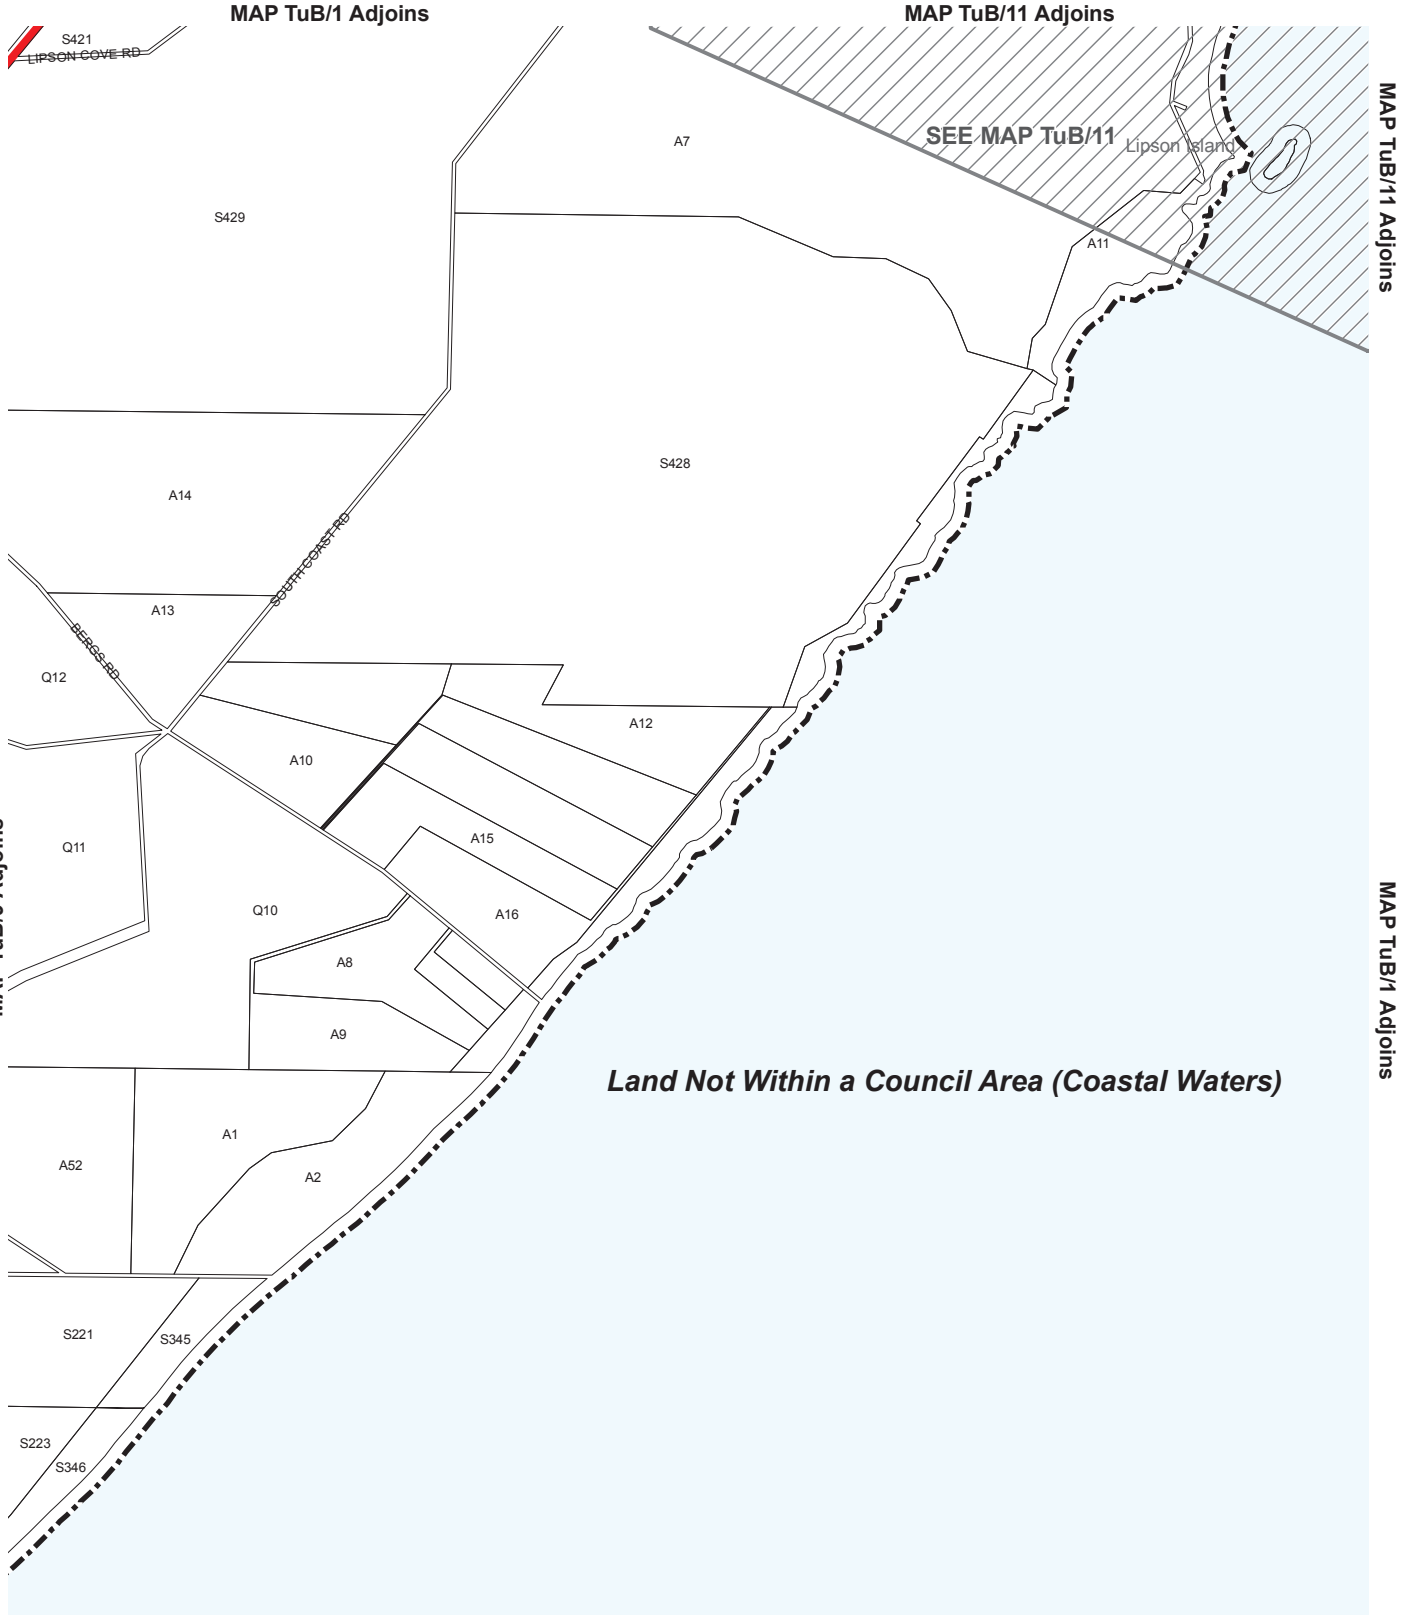 MAP TuB/1 Adjoins
MAP TuB/11 Adjoins
S421
LIPSON COVE RD
MAP TuB/11 Adjoins
A7
SEE MAP TuB/11
Lipson Island
S429
A11
S428
A14
SOUTH COAST RD
A13
BERGS RD
Q12
A12
A10
A15
Q11
Q10
A16
A8
A9
MAP TuB/1 Adjoins
Land Not Within a Council Area (Coastal Waters)
A1
A52
A2
S221
S345
S223
S346